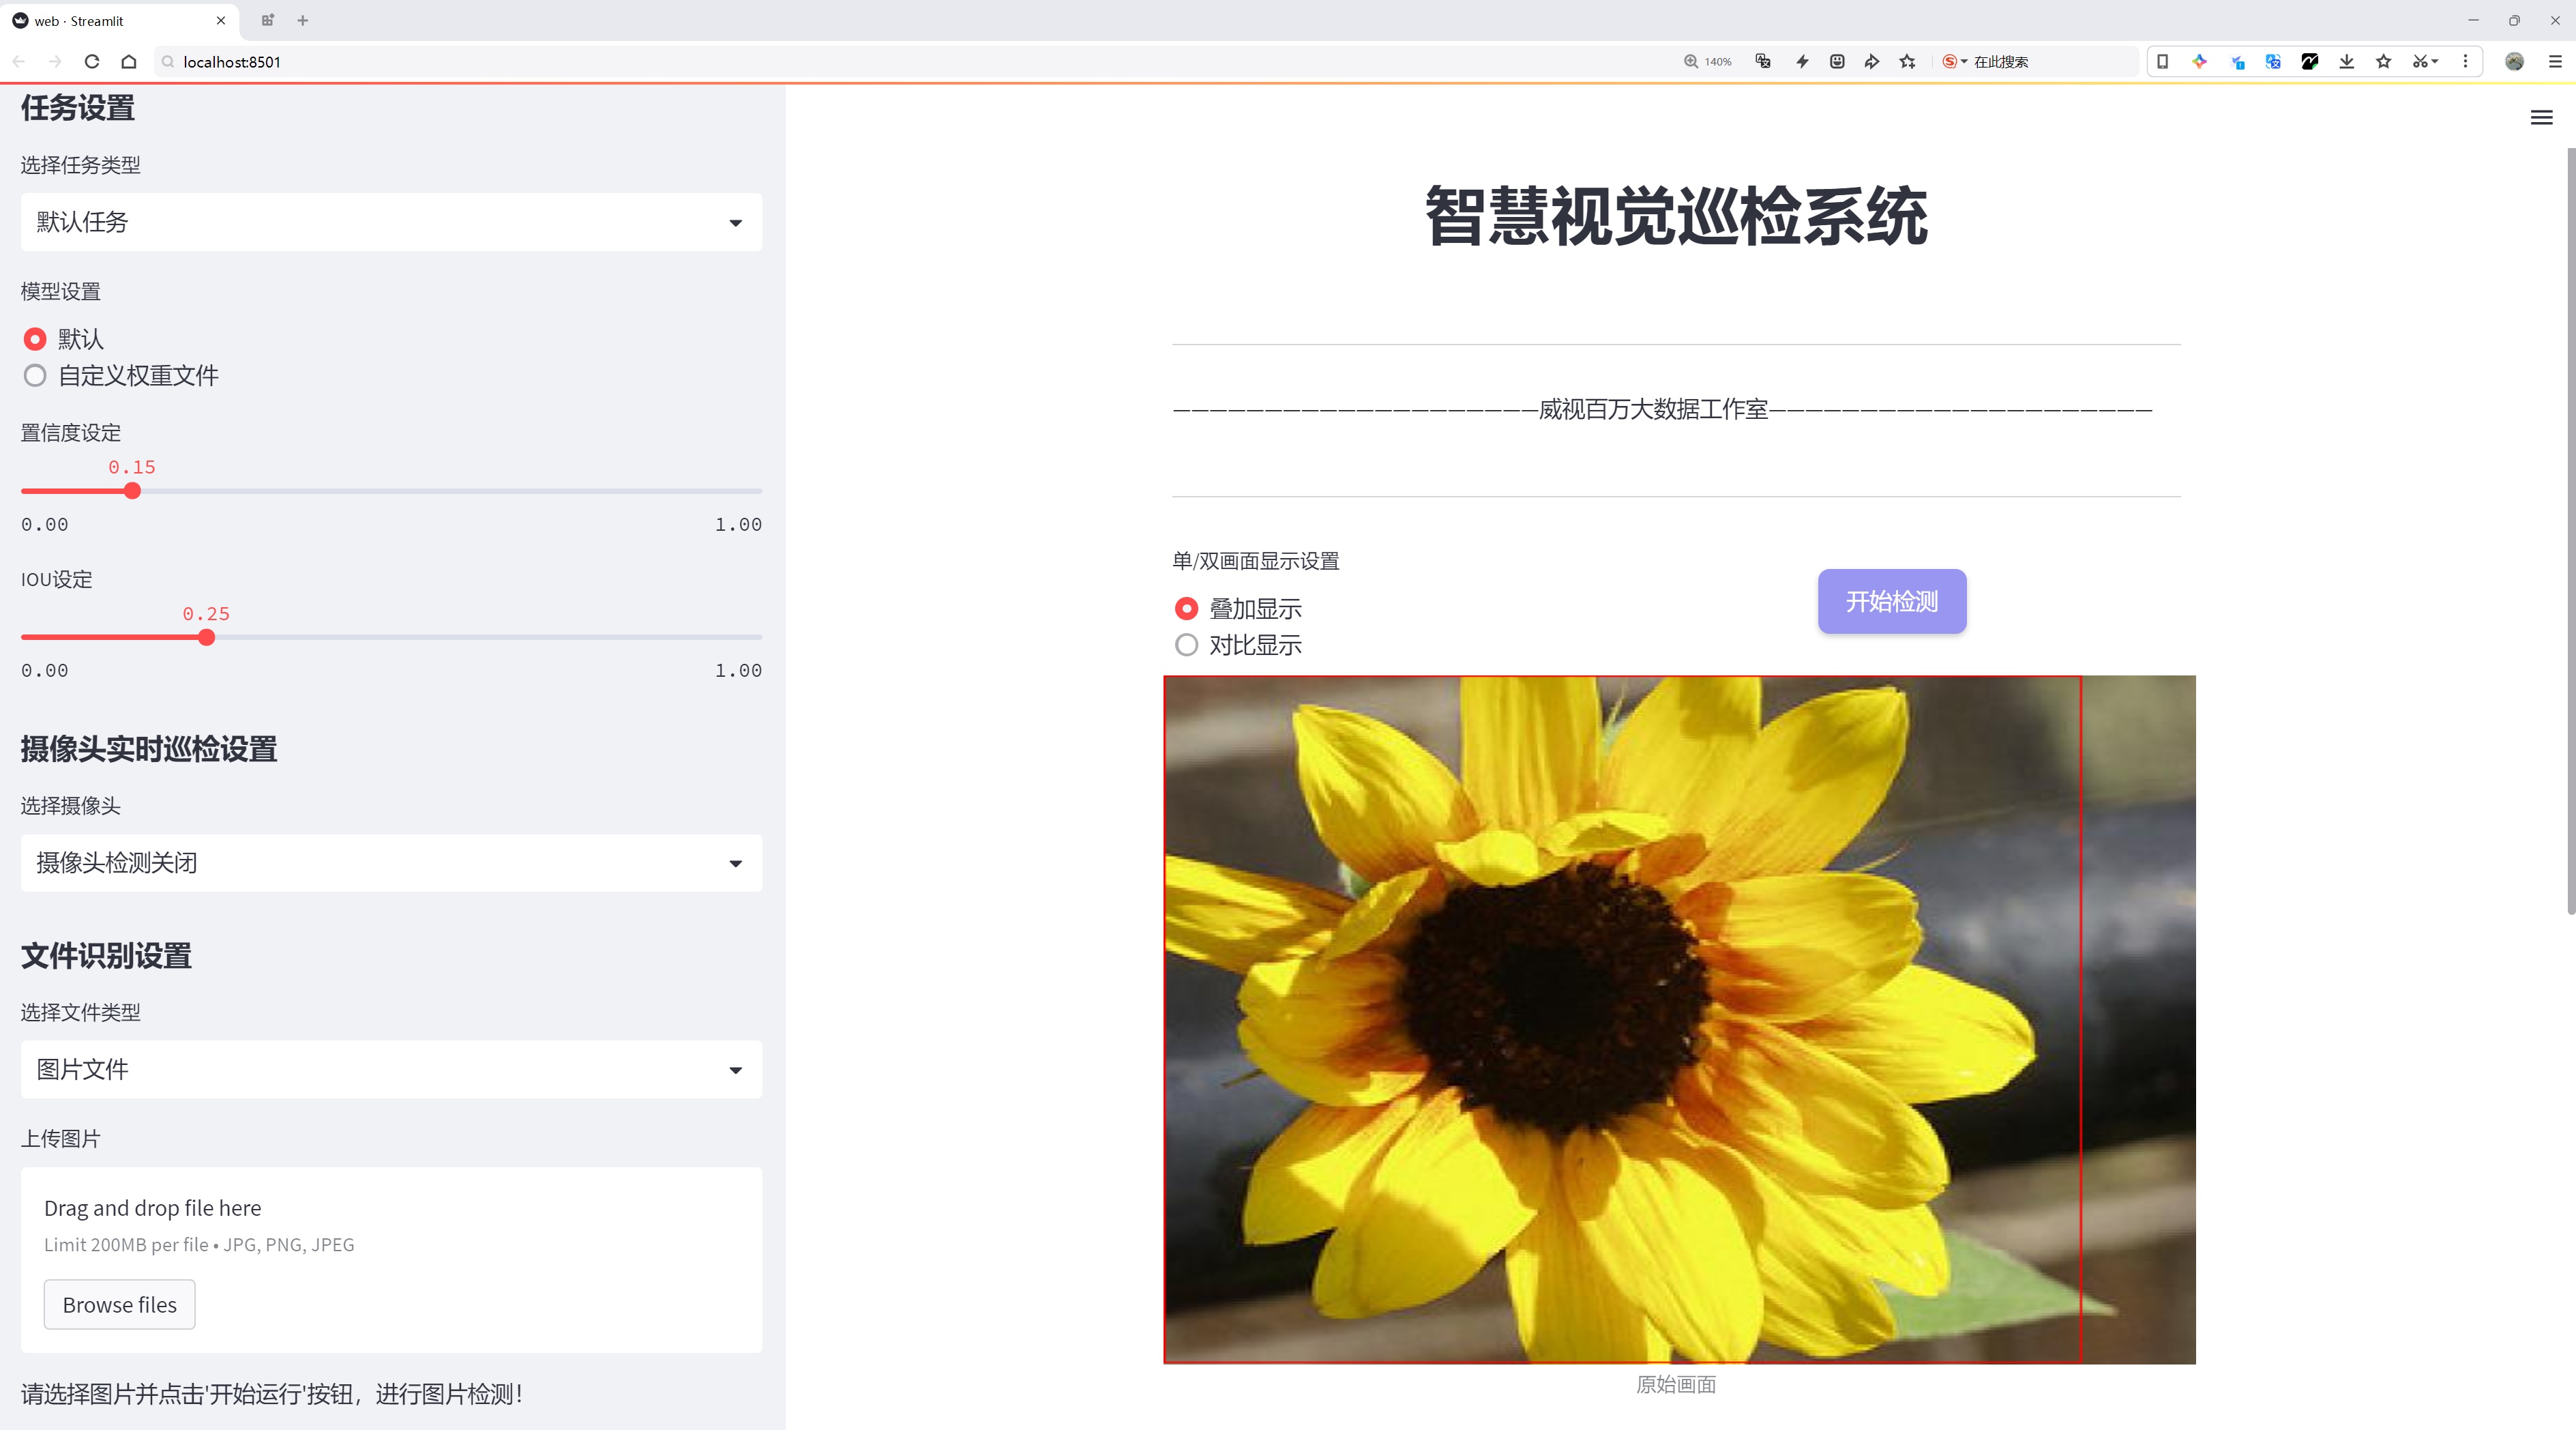 web · Streamlit
localhost:8501
140%
在此搜索
任务设置
选择任务类型
默认任务
模型设置
默认
自定义权重文件
置信度设定
0.15
0.00
1.00
IOU设定
0.25
0.00
1.00
摄像头实时巡检设置
选择摄像头
摄像头检测关闭
文件识别设置
选择文件类型
图片文件
上传图片
Drag and drop file here
Limit 200MB per file • JPG, PNG, JPEG
Browse files
请选择图片并点击'开始运行'按钮，进行图片检测！
智慧视觉巡检系统
————————————————————威视百万大数据工作室—————————————————————
单/双画面显示设置
叠加显示
对比显示
开始检测
原始画面